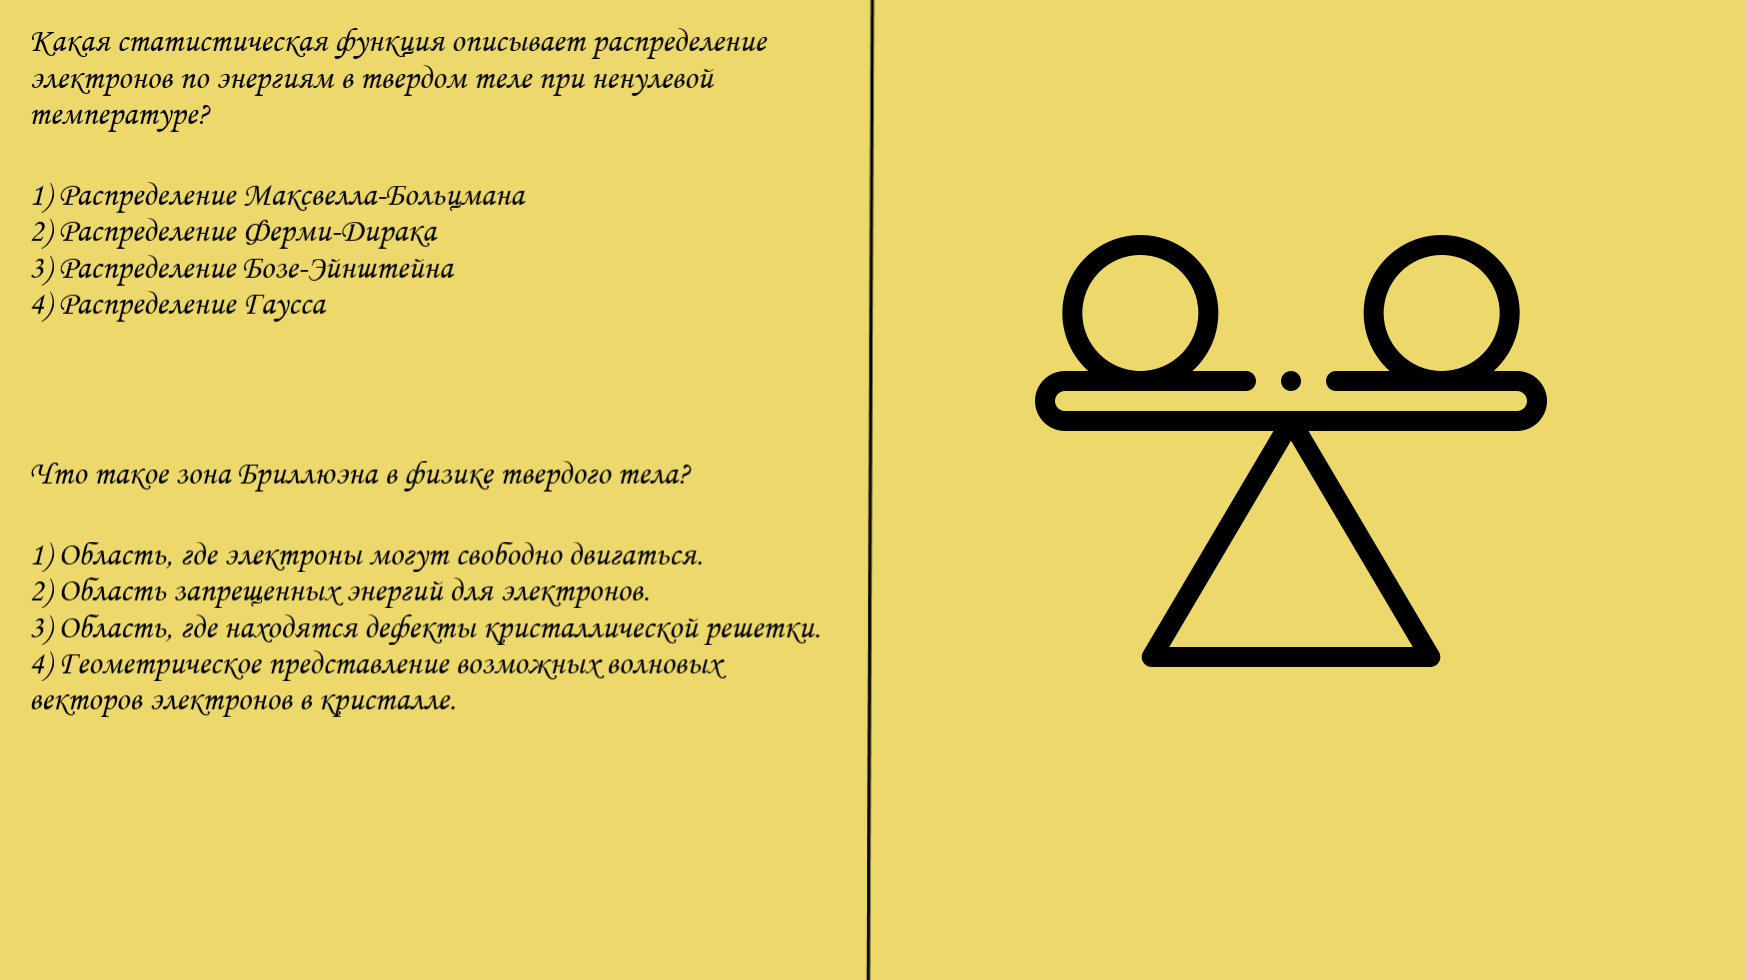 Какая статистическая функция описывает распределение
электронов по энергиям в твердом теле при ненулевой
температуре?
1) Распределение Максвелла-Больцмана
2) Распределение Ферми-Дирака
3) Распределение Бозе-Эйнштейна
4) Распределение Гаусса
Что такое зона Бриллюэна в физике твердого тела?
1) Область, где электроны могут свободно двигаться.
2) Область запрещенных энергий для электронов.
3) Область, где находятся дефекты кристаллической решетки.
4) Геометрическое представление возможных волновых
векторов электронов в кристалле.